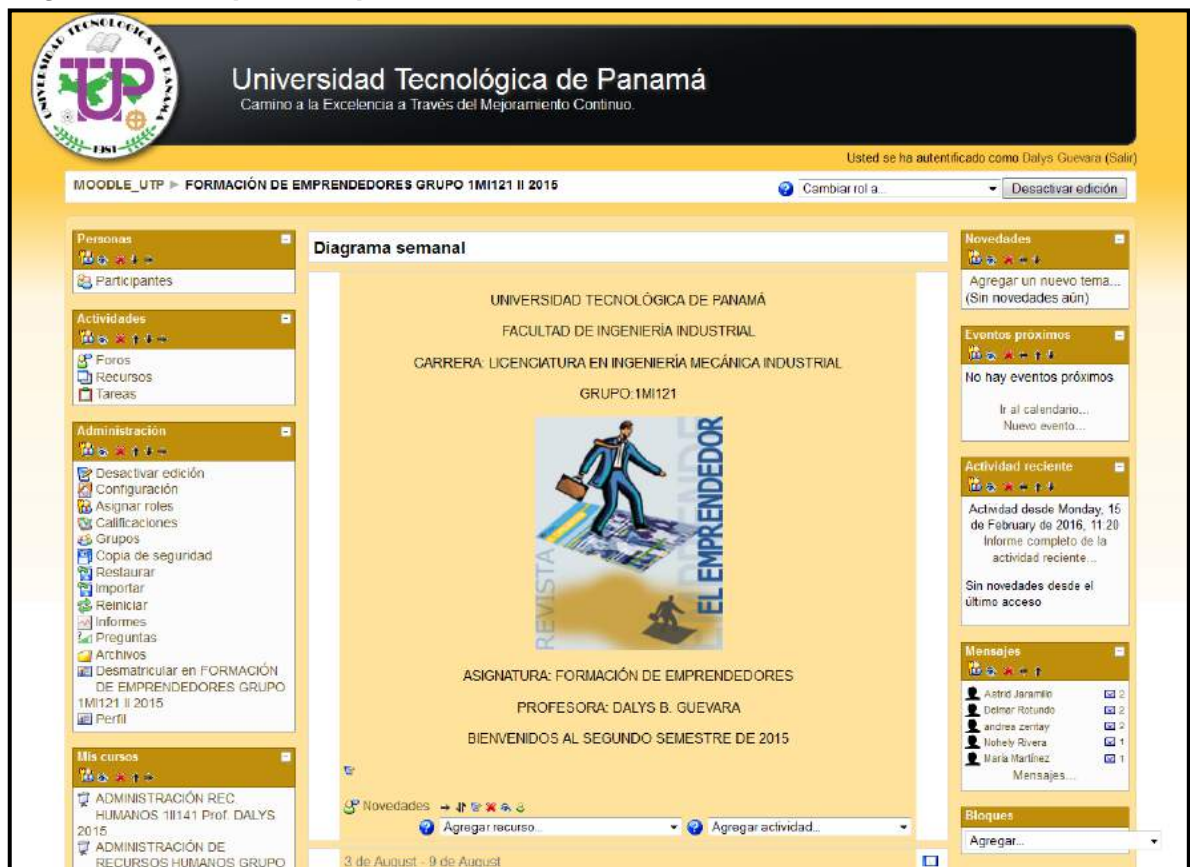 UNIVERSIDAD TECNOLÓGICA DE PANAMÁ
1981
UTP
Universidad Tecnológica de Panamá
Camino a la Excelencia a Través del Mejoramiento Continuo.
Usted se ha autentificado como Dalys Guevara (Salir)
MOODLE_UTP ► FORMACIÓN DE EMPRENDEDORES GRUPO 1MI121 II 2015
Cambiar rol a...
Desactivar edición
Personas
Participantes
Actividades
Foros
Recursos
Tareas
Administración
Desactivar edición
Configuración
Asignar roles
Calificaciones
Grupos
Copia de seguridad
Restaurar
Importar
Reiniciar
Informes
Preguntas
Archivos
Desmatricular en FORMACIÓN
DE EMPRENDEDORES GRUPO
1MI121 II 2015
Perfil
Mis cursos
ADMINISTRACIÓN REC.
HUMANOS 1II141 Prof. DALYS
2015
ADMINISTRACIÓN DE
RECURSOS HUMANOS GRUPO
Diagrama semanal
UNIVERSIDAD TECNOLÓGICA DE PANAMÁ
FACULTAD DE INGENIERÍA INDUSTRIAL
CARRERA: LICENCIATURA EN INGENIERÍA MECÁNICA INDUSTRIAL
GRUPO:1MI121
REVISTA
EL EMPRENDEDOR
ASIGNATURA: FORMACIÓN DE EMPRENDEDORES
PROFESORA: DALYS B. GUEVARA
BIENVENIDOS AL SEGUNDO SEMESTRE DE 2015
Novedades
Agregar recurso...
Agregar actividad...
3 de August - 9 de August
Novedades
Agregar un nuevo tema...
(Sin novedades aún)
Eventos próximos
No hay eventos próximos
Ir al calendario...
Nuevo evento...
Actividad reciente
Actividad desde Monday, 15
de February de 2016, 11:20
Informe completo de la
actividad reciente...
Sin novedades desde el
último acceso
Mensajes
Astrid Jaramillo 2
Delmar Rotundo 2
andrea zentay 2
Nohely Rivera 1
María Martínez 1
Mensajes...
Bloques
Agregar...